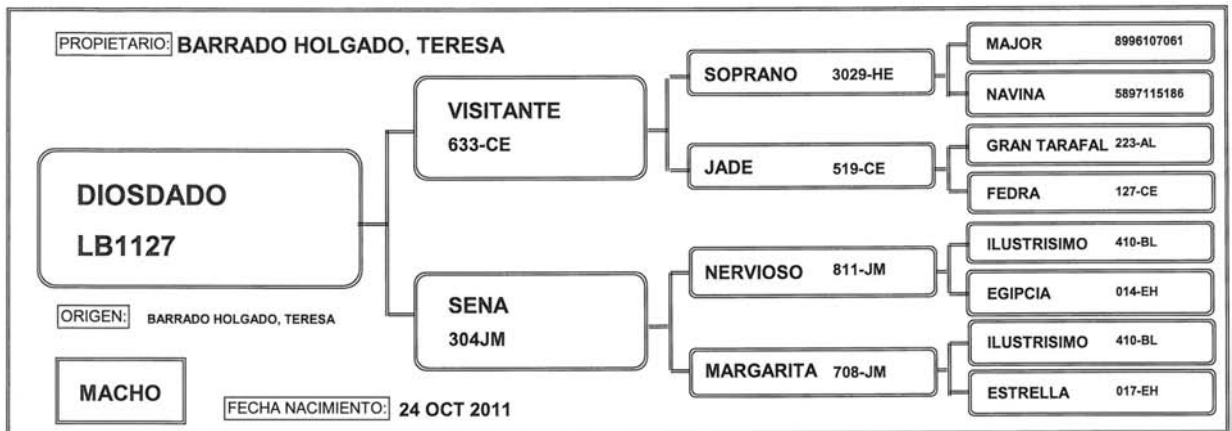 PROPIETARIO: BARRADO HOLGADO, TERESA
DIOSDADO
LB1127
ORIGEN: BARRADO HOLGADO, TERESA
MACHO
FECHA NACIMIENTO: 24 OCT 2011
VISITANTE
633-CE
SENA
304JM
SOPRANO 3029-HE
JADE 519-CE
NERVIOSO 811-JM
MARGARITA 708-JM
MAJOR 8996107061
NAVINA 5897115186
GRAN TARAFAL 223-AL
FEDRA 127-CE
ILUSTRISIMO 410-BL
EGIPCIA 014-EH
ILUSTRISIMO 410-BL
ESTRELLA 017-EH